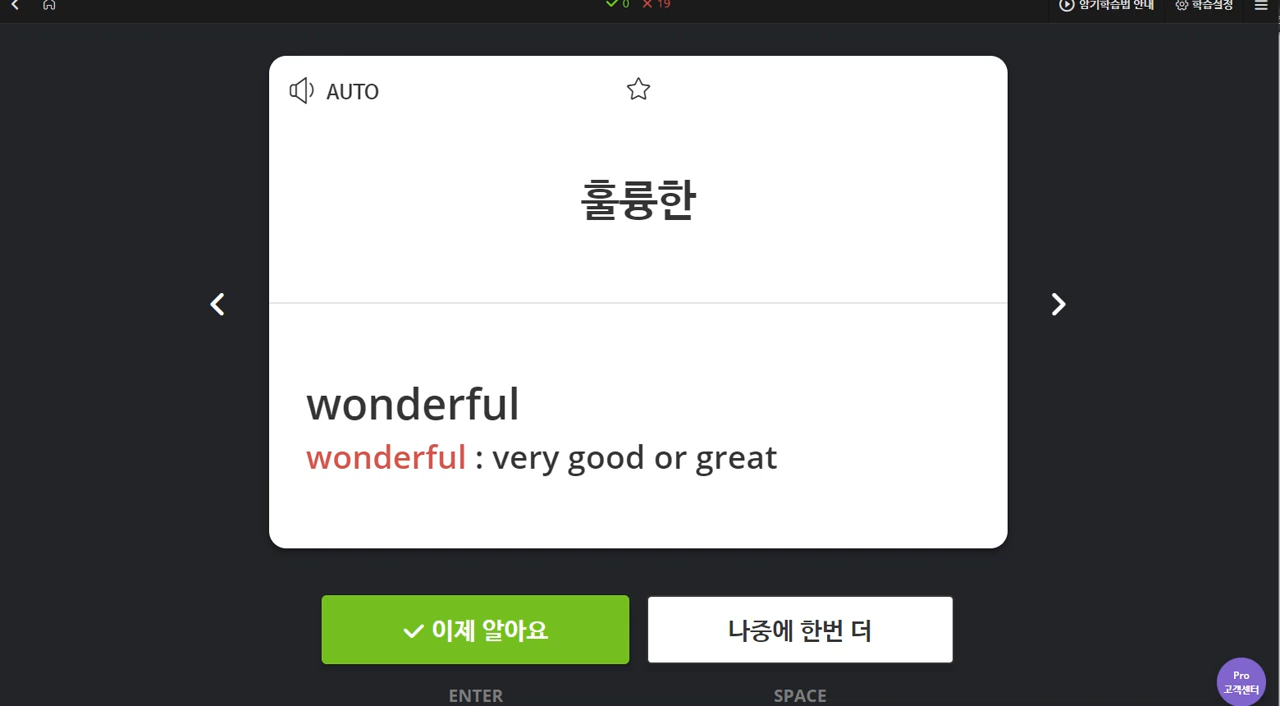 0 19 암기학습법 안내 학습설정
AUTO
훌륭한
wonderful
wonderful : very good or great
이제 알아요 나중에 한번 더
ENTER SPACE
Pro
고객센터